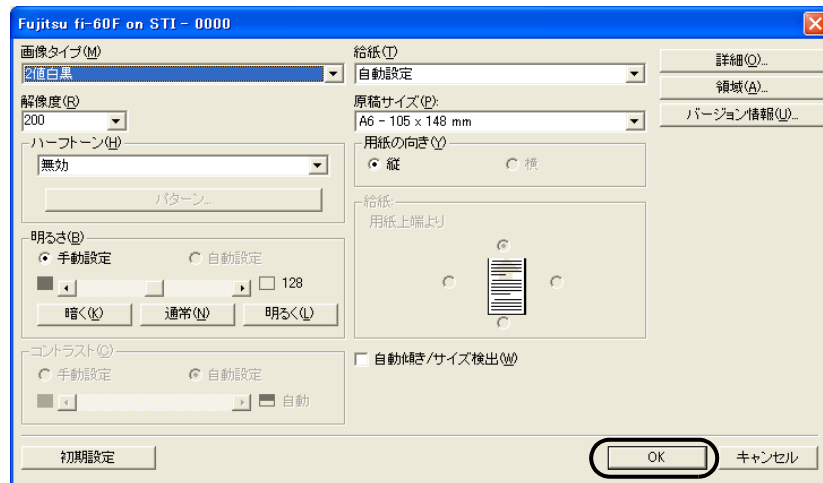 Fujitsu fi-60F on STI - 0000
画像タイプ(M)
2値白黒
解像度(R)
200
ハーフトーン(H)
無効
パターン...
明るさ(B)
手動設定 自動設定
128
暗く(K) 通常(N) 明るく(L)
コントラスト(C)
手動設定 自動設定
自動
給紙(T)
自動設定
原稿サイズ(P):
A6 - 105 x 148 mm
用紙の向き(Y)
縦 横
給紙:
用紙上端より
自動傾き/サイズ検出(W)
詳細(O)...
領域(A)...
バージョン情報(U)...
初期設定 OK キャンセル